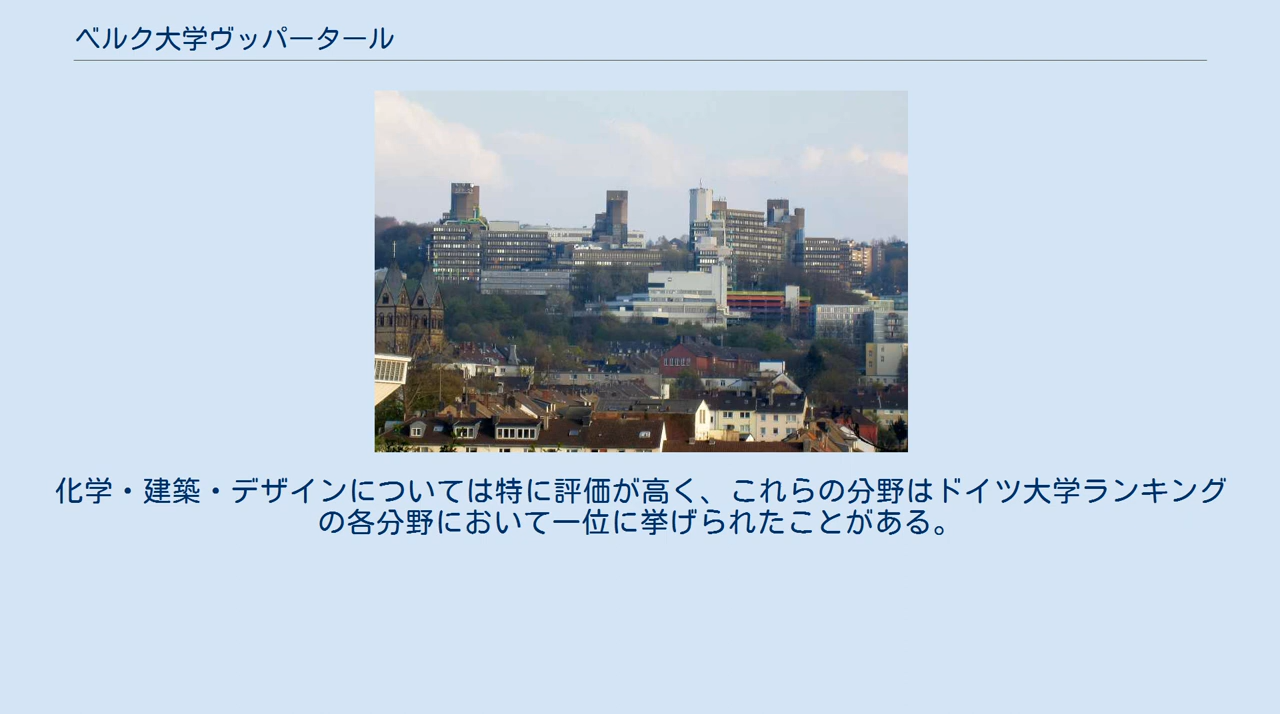 ベルク大学ヴッパータール
化学・建築・デザインについては特に評価が高く、これらの分野はドイツ大学ランキング
の各分野において一位に挙げられたことがある。